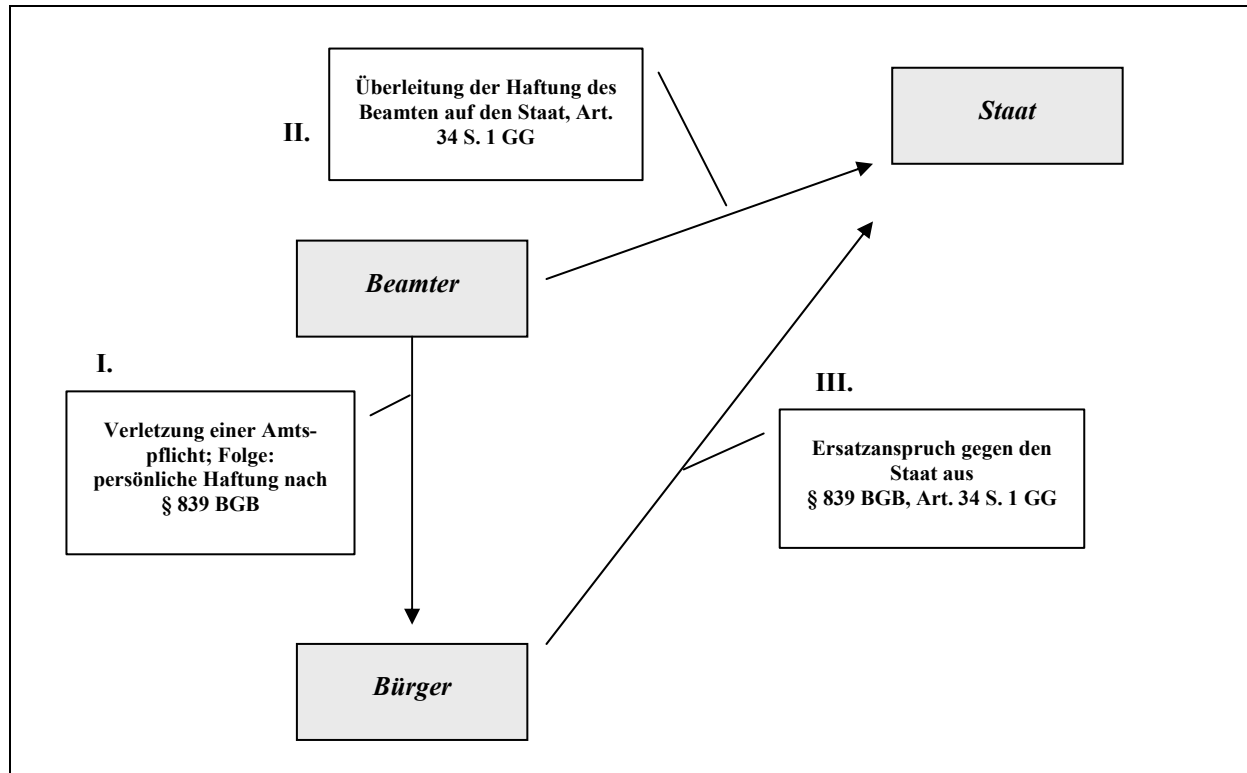 Überleitung der Haftung des
Beamten auf den Staat, Art.
34 S. 1 GG
II.
Staat
Beamter
I.
Verletzung einer Amts-
pflicht; Folge:
persönliche Haftung nach
§ 839 BGB
III.
Ersatzanspruch gegen den
Staat aus
§ 839 BGB, Art. 34 S. 1 GG
Bürger